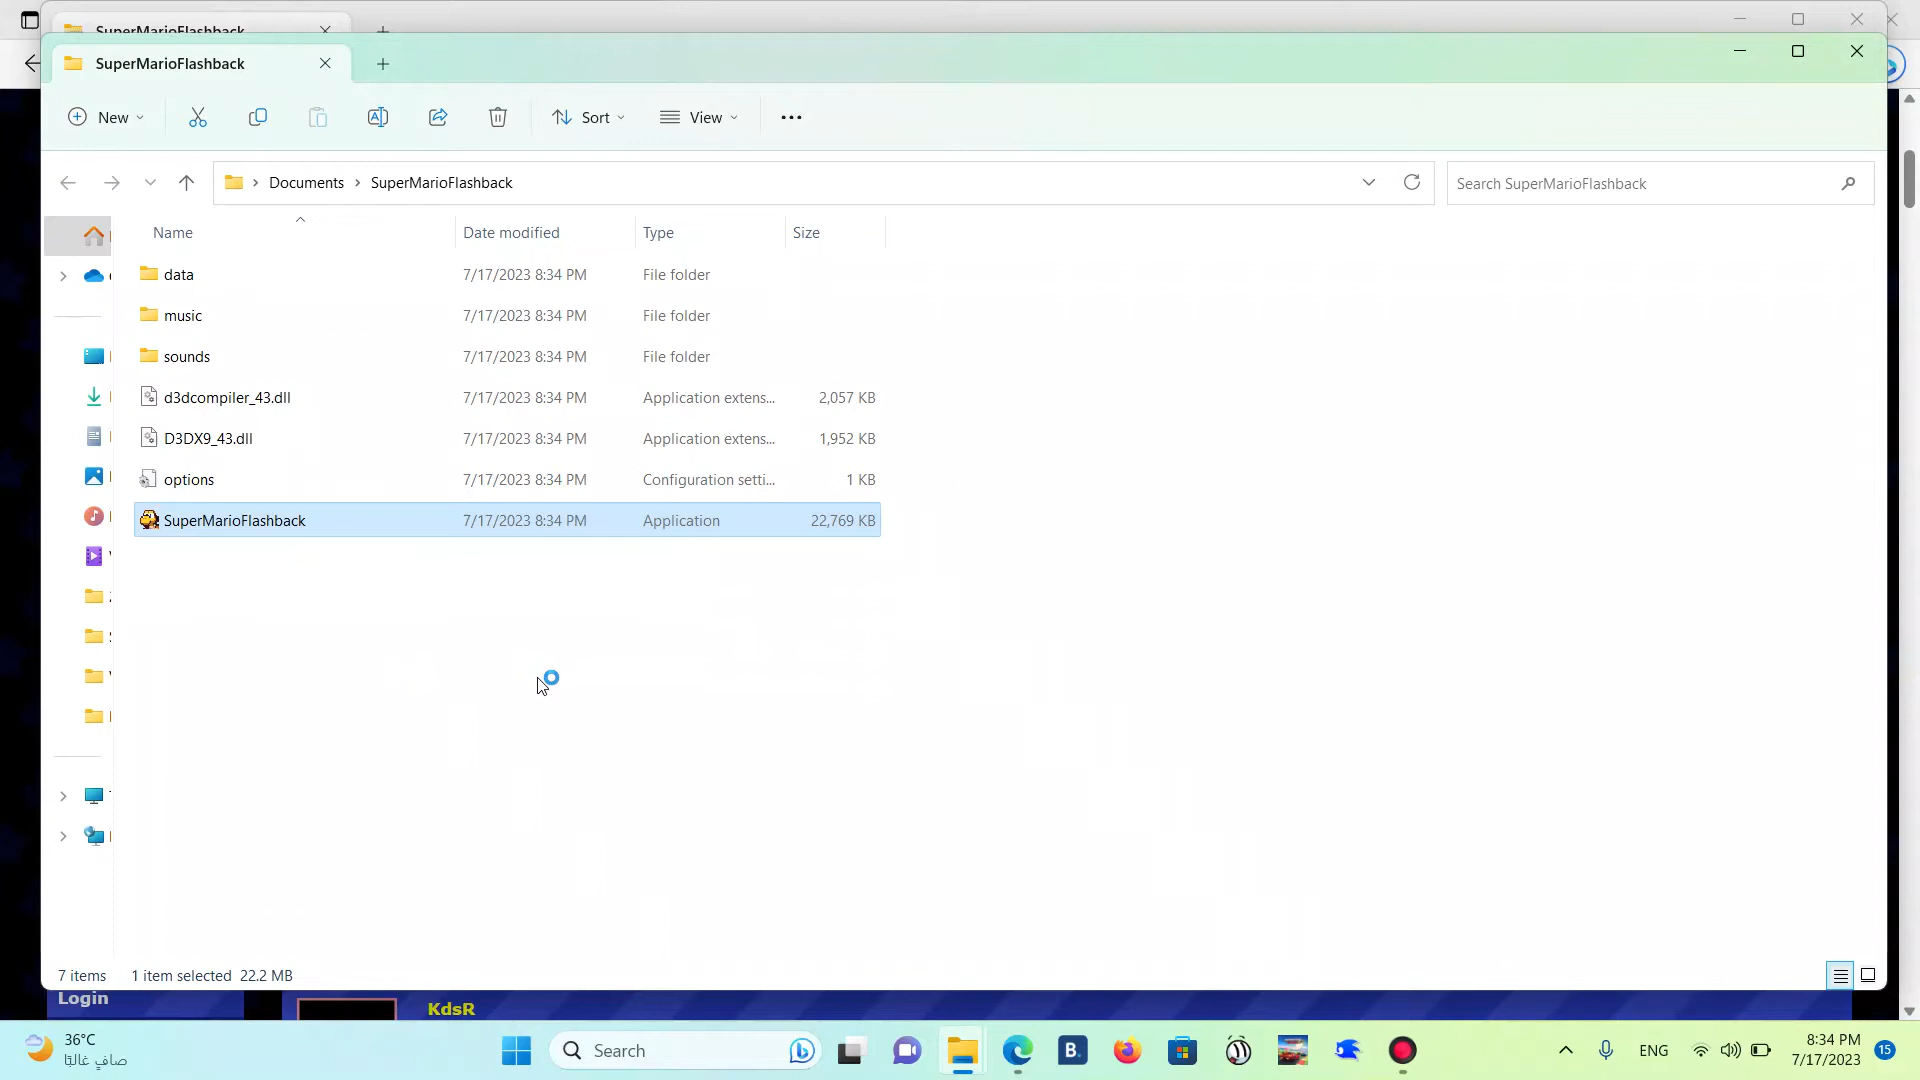 SuperMarioFlashback
SuperMarioFlashback
New
Sort
View
Documents
SuperMarioFlashback
Search SuperMarioFlashback
Name
Date modified
Type
Size
data 7/17/2023 8:34 PM File folder
music 7/17/2023 8:34 PM File folder
sounds 7/17/2023 8:34 PM File folder
d3dcompiler_43.dll 7/17/2023 8:34 PM Application extens... 2,057 KB
D3DX9_43.dll 7/17/2023 8:34 PM Application extens... 1,952 KB
options 7/17/2023 8:34 PM Configuration setti... 1 KB
SuperMarioFlashback 7/17/2023 8:34 PM Application 22,769 KB
7 items 1 item selected 22.2 MB
Login
KdsR
36°C
صافٍ غالبًا
Search
B.
ENG
8:34 PM
7/17/2023
15